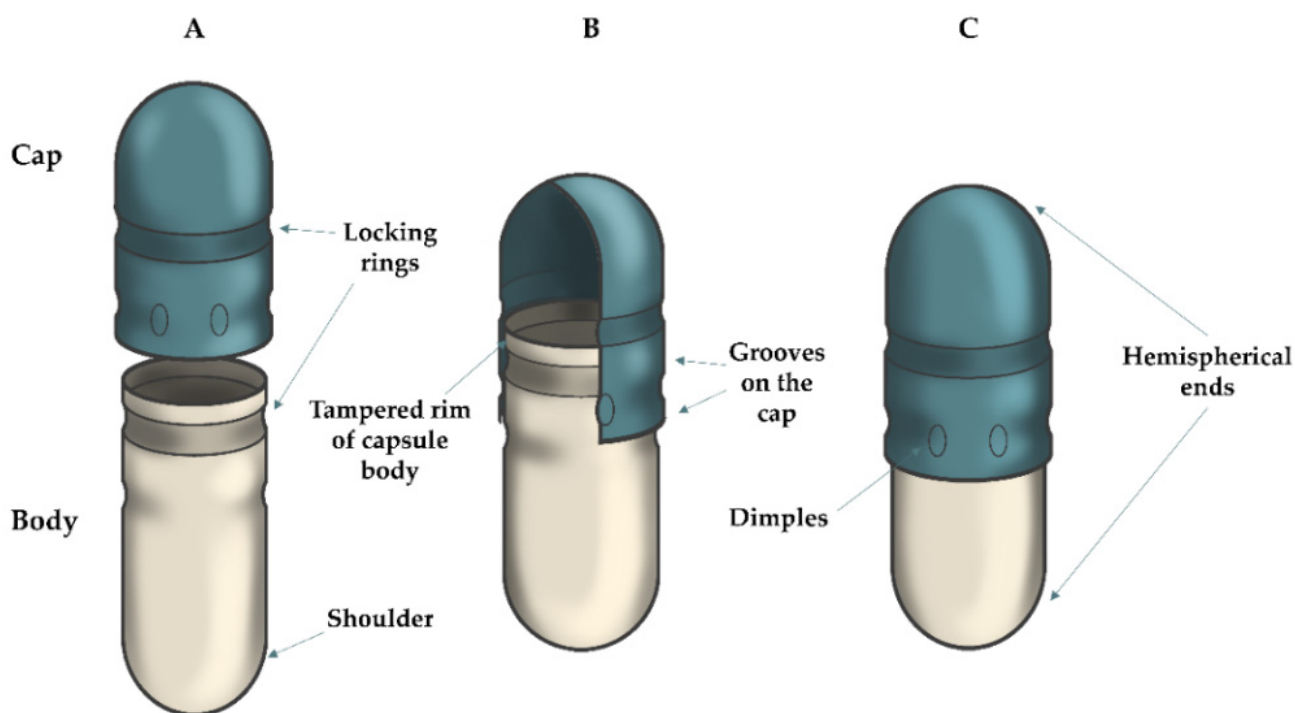 A
B
C
Cap
Locking
rings
Grooves
on the
cap
Hemispherical
ends
Tampered rim
of capsule
body
Body
Dimples
Shoulder